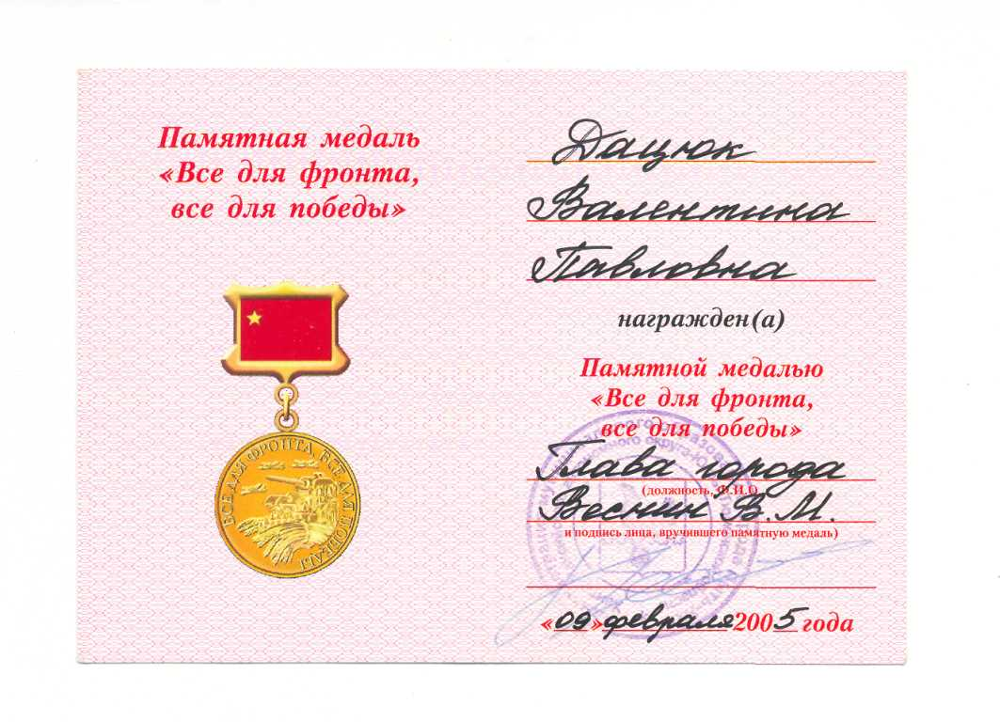 Памятная медаль
«Все для фронта,
все для победы»
ВСЕ ДЛЯ ФРОНТА, ВСЕ ДЛЯ ПОБЕДЫ
Дацюк
Валентина
Павловна
награжден(а)
Памятной медалью
«Все для фронта,
все для победы»
Глава города
(должность, Ф.И.О.
Веснин В.М.
и подпись лица, вручившего памятную медаль)
«09» февраля 2005 года